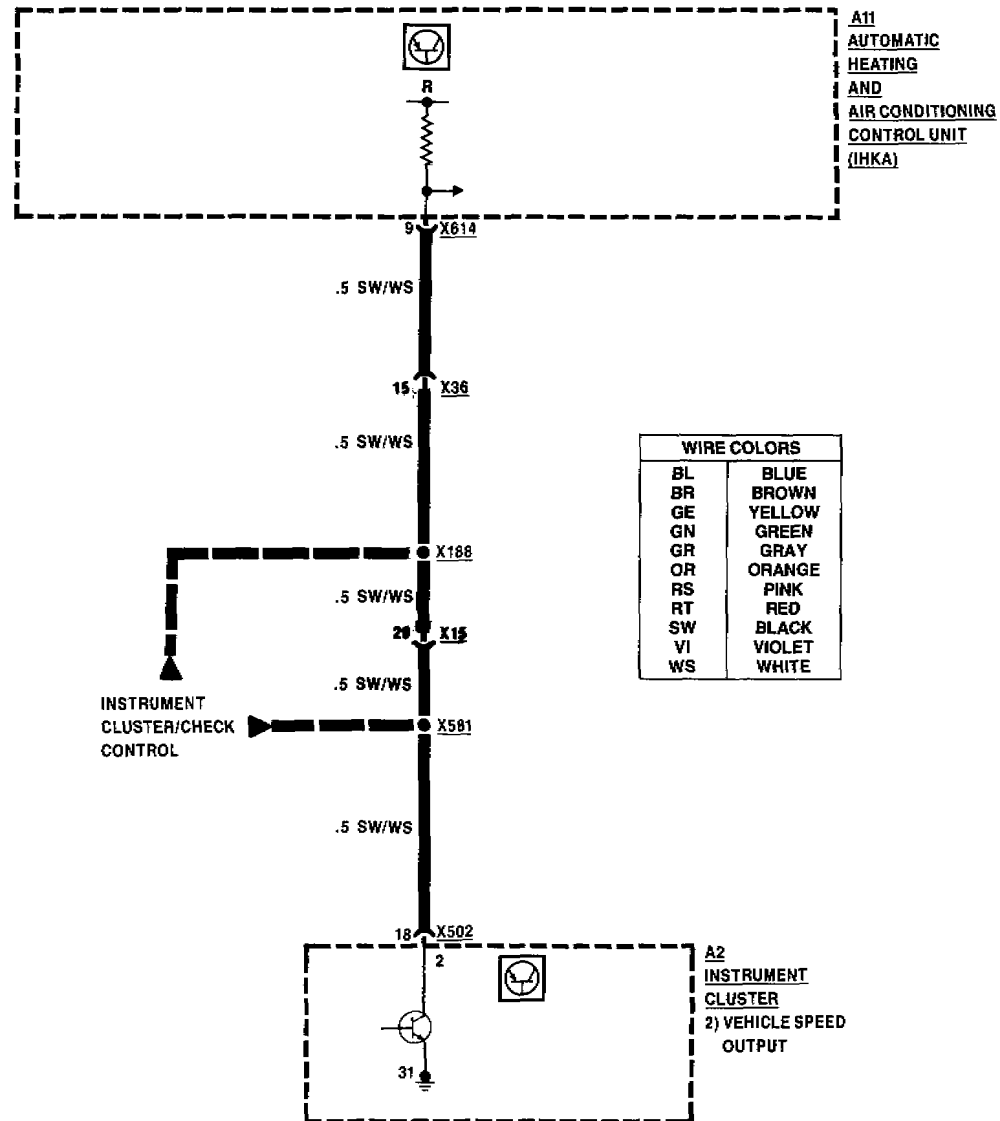 A11
AUTOMATIC
HEATING
AND
AIR CONDITIONING
CONTROL UNIT
(IHKA)
R
9 X614
.5 SW/WS
15 X36
.5 SW/WS
X188
.5 SW/WS
X15
.5 SW/WS
INSTRUMENT
CLUSTER/CHECK
CONTROL
X581
.5 SW/WS
18 X502
2
31
A2
INSTRUMENT
CLUSTER
2) VEHICLE SPEED
OUTPUT
WIRE COLORS
BL BLUE
BR BROWN
GE YELLOW
GN GREEN
GR GRAY
OR ORANGE
RS PINK
RT RED
SW BLACK
VI VIOLET
WS WHITE